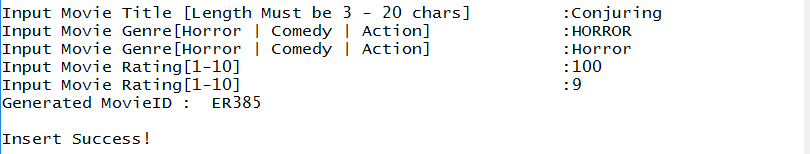 Input Movie Title [Length Must be 3 - 20 chars] :Conjuring
Input Movie Genre[Horror | Comedy | Action] :HORROR
Input Movie Genre[Horror | Comedy | Action] :Horror
Input Movie Rating[1-10] :100
Input Movie Rating[1-10] :9
Generated MovieID : ER385
Insert Success!